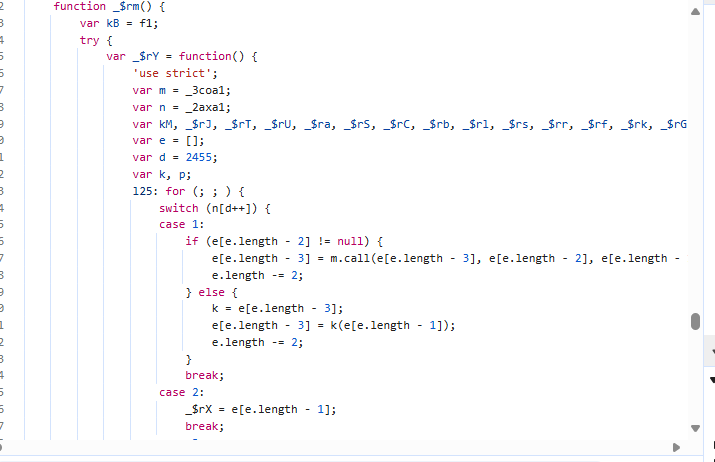 2 function _$rm() {
3 var kB = f1;
4 try {
5 var _$rY = function() {
6 'use strict';
7 var m = _3coa1;
8 var n = _2axa1;
9 var kM, _$rJ, _$rT, _$rU, _$ra, _$rS, _$rC, _$rb, _$rl, _$rs, _$rr, _$rf, _$rk, _$rG
0 var e = [];
1 var d = 2455;
2 var k, p;
3 l25: for (; ; ) {
4 switch (n[d++]) {
5 case 1:
6 if (e[e.length - 2] != null) {
7 e[e.length - 3] = m.call(e[e.length - 3], e[e.length - 2], e[e.length -
8 e.length -= 2;
9 } else {
0 k = e[e.length - 3];
1 e[e.length - 3] = k(e[e.length - 1]);
2 e.length -= 2;
3 }
4 break;
5 case 2:
6 _$rX = e[e.length - 1];
7 break;